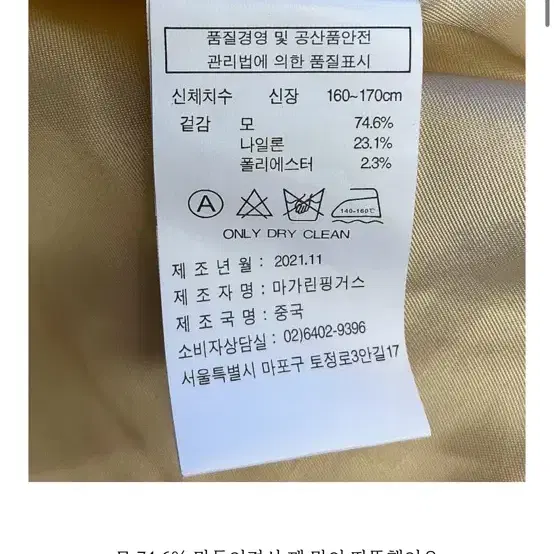 품질경영 및 공산품안전
관리법에 의한 품질표시
신체치수 신장 160~170cm
겉감 모 74.6%
나일론 23.1%
폴리에스터 2.3%
A 140-160℃
ONLY DRY CLEAN
제 조 년 월 : 2021.11
제 조 자 명 : 마가린핑거스
제 조 국 명 : 중국
소비자상담실 : 02)6402-9396
서울특별시 마포구 토정로3안길17
모 74.6%